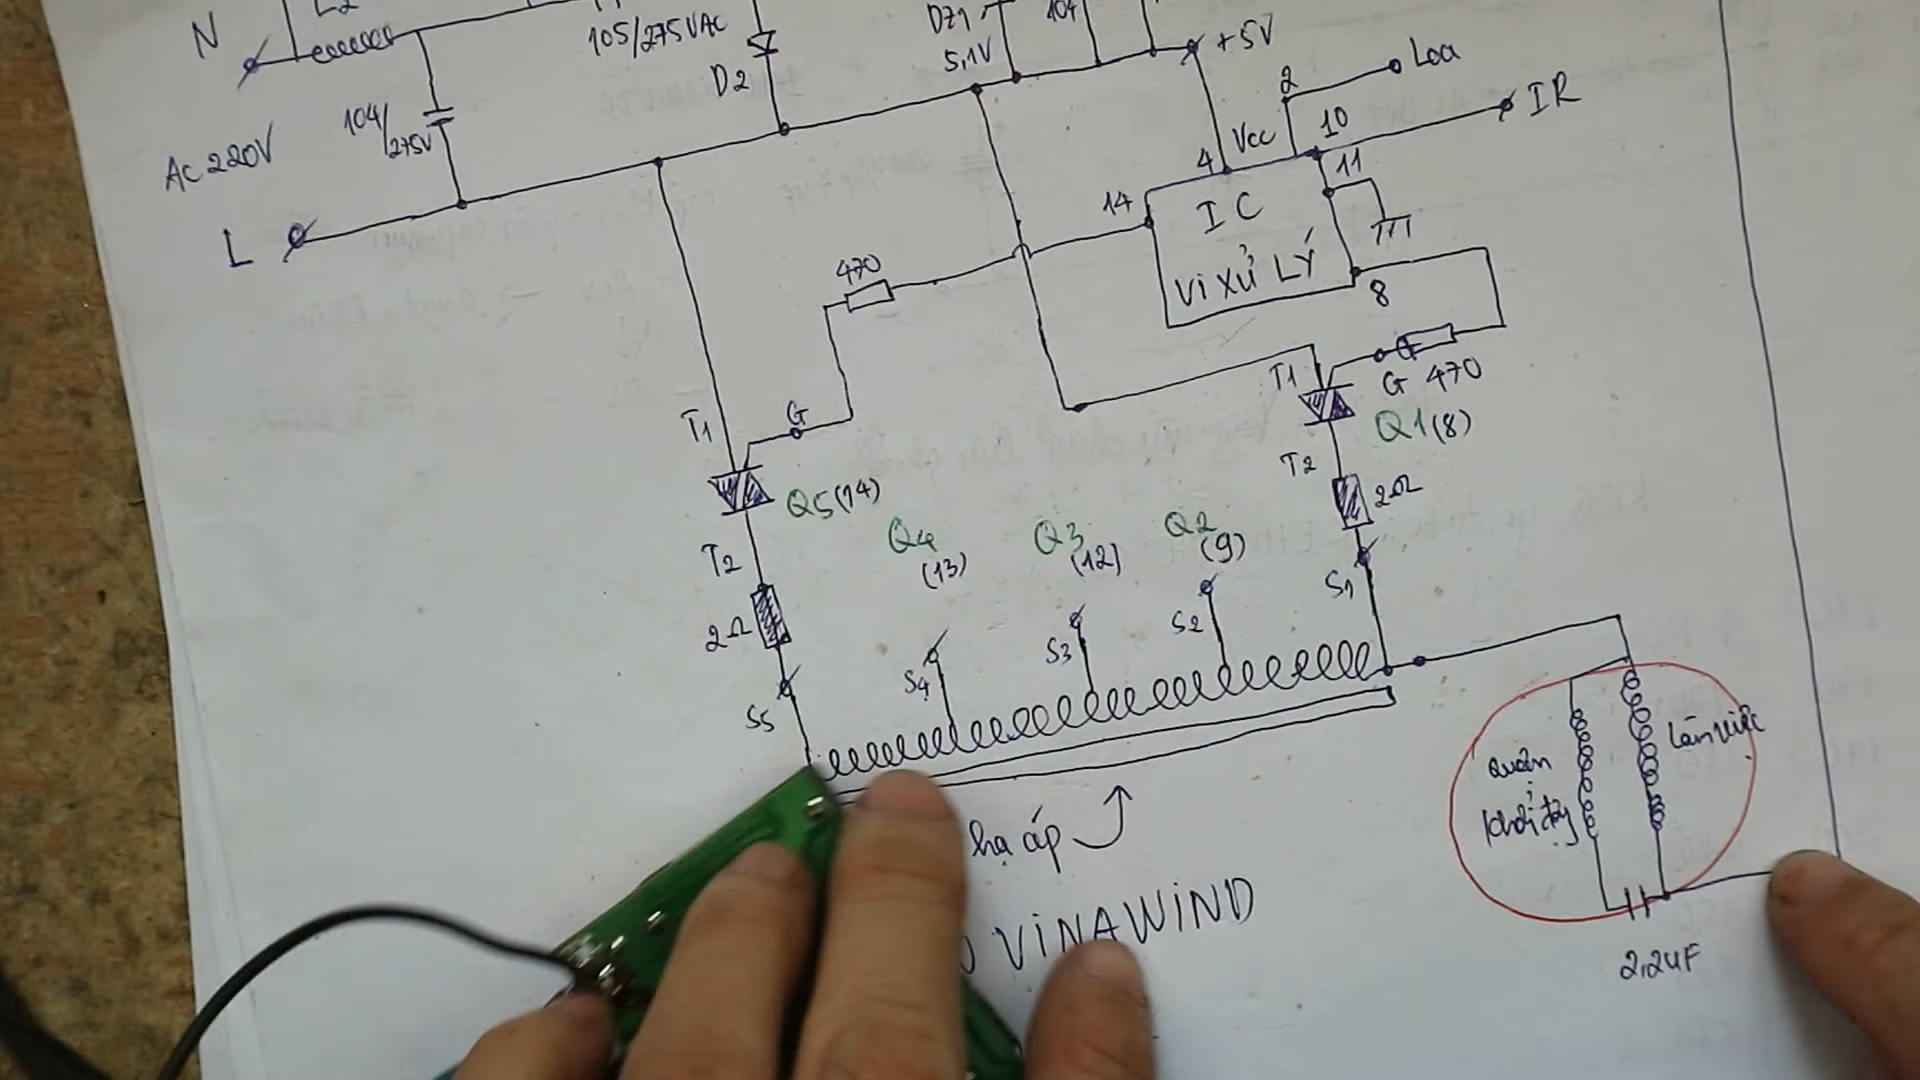 N
L2
105/275VAC
D2
DZ1
5,1V
104
+5V
2
Loa
104/
275V
AC 220V
L
Vcc
10
IR
4
11
14
IC
Vi XỬ LÝ
8
470
T1
G
Q5(14)
T2
2Ω
S5
T1
G 470
Q1(8)
T2
2Ω
S1
Q4
(13)
S4
Q3
(12)
S3
Q2
(9)
S2
hạ áp
VINAWIND
cuộn
khởi động
làm việc
2,2uF